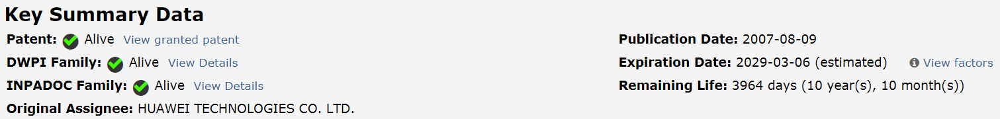 Key Summary Data
Patent: Alive View granted patent
Publication Date: 2007-08-09
DWPI Family: Alive View Details
Expiration Date: 2029-03-06 (estimated) View factors
INPADOC Family: Alive View Details
Remaining Life: 3964 days (10 year(s), 10 month(s))
Original Assignee: HUAWEI TECHNOLOGIES CO. LTD.